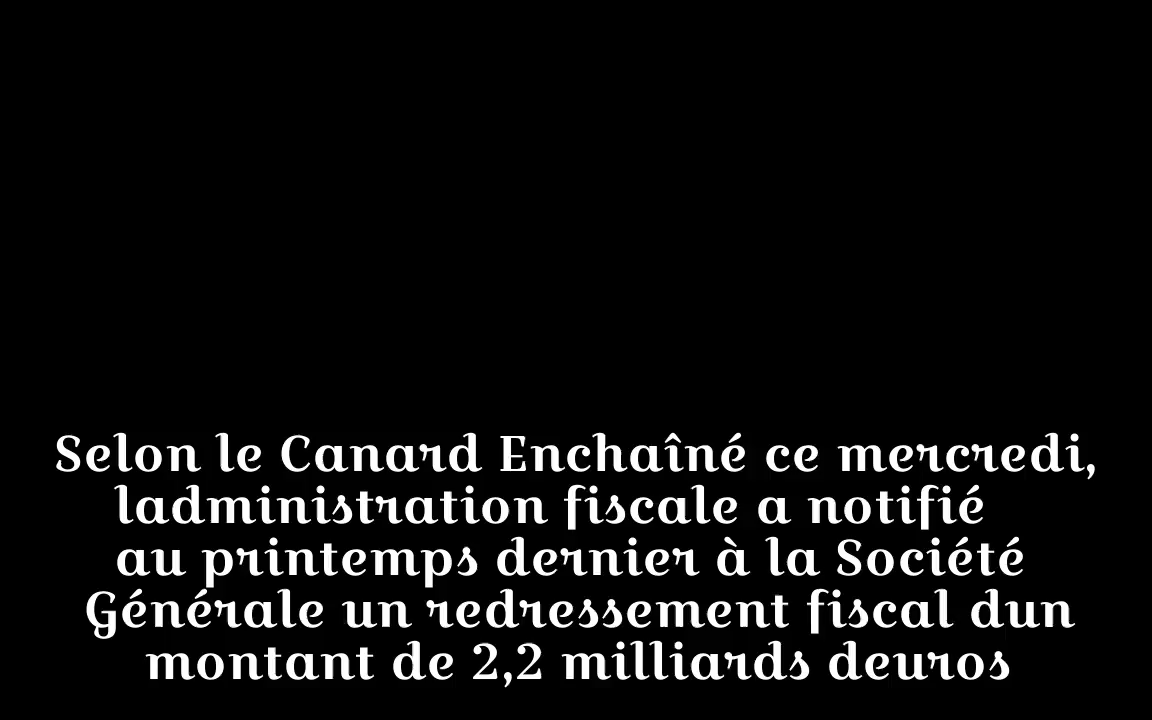 Selon le Canard Enchaîné ce mercredi,
ladministration fiscale a notifié
au printemps dernier à la Société
Générale un redressement fiscal dun
montant de 2,2 milliards deuros